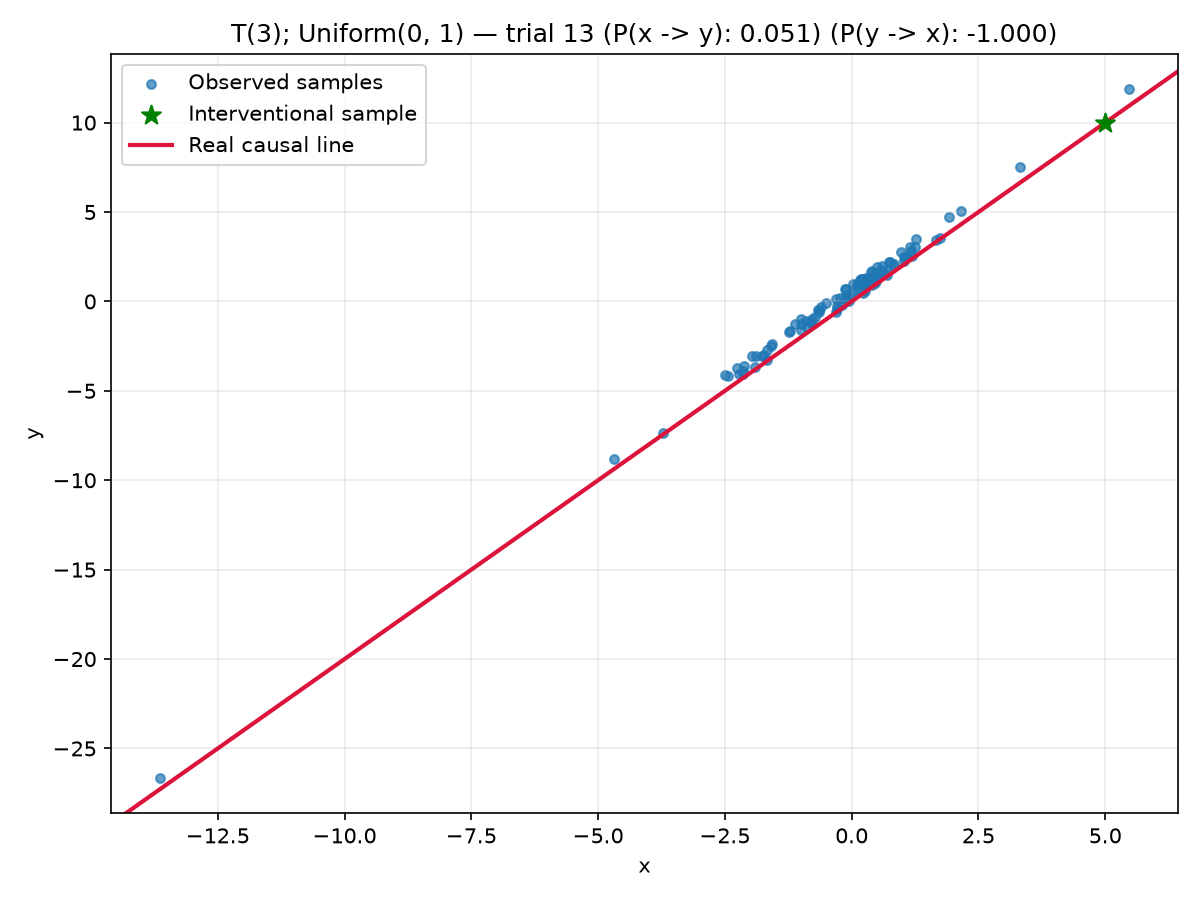 T(3); Uniform(0, 1) — trial 13 (P(x -> y): 0.051) (P(y -> x): -1.000)
Observed samples
Interventional sample
Real causal line
10
5
0
−5
−10
−15
−20
−25
y
−12.5 −10.0 −7.5 −5.0 −2.5 0.0 2.5 5.0
x